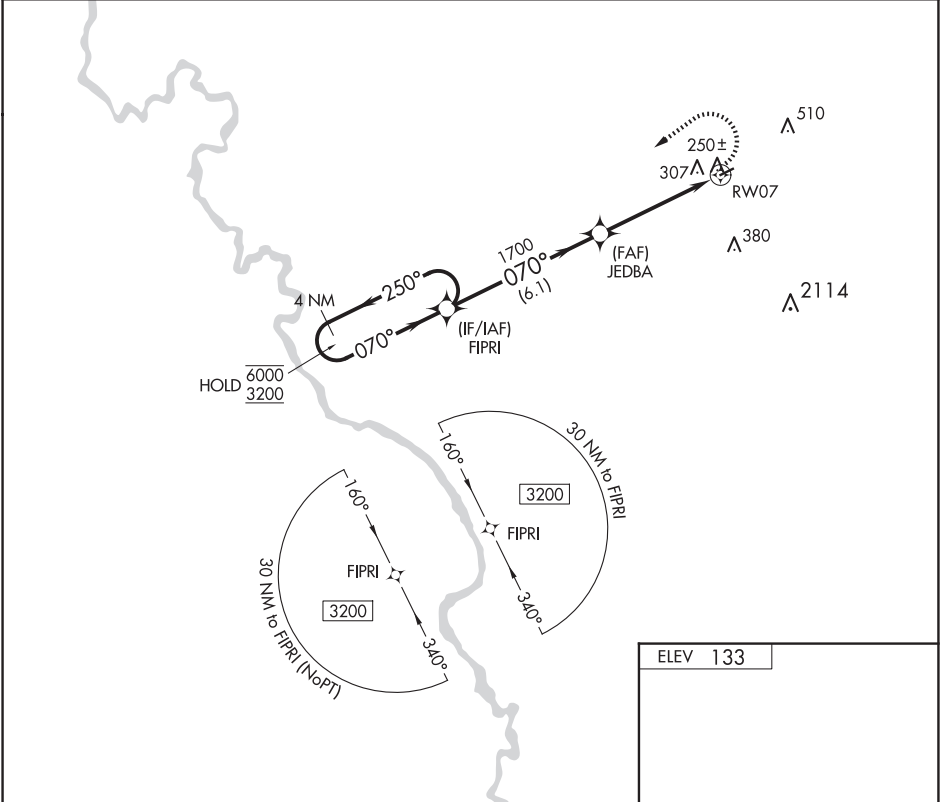 510
250±
307
RW07
380
(FAF)
JEDBA
1700
070°
(6.1)
2114
4 NM
250°
070°
(IF/IAF)
FIPRI
HOLD 6000
3200
160°
30 NM to FIPRI
3200
FIPRI
340°
160°
FIPRI
3200
340°
30 NM to FIPRI (NoPT)
ELEV 133